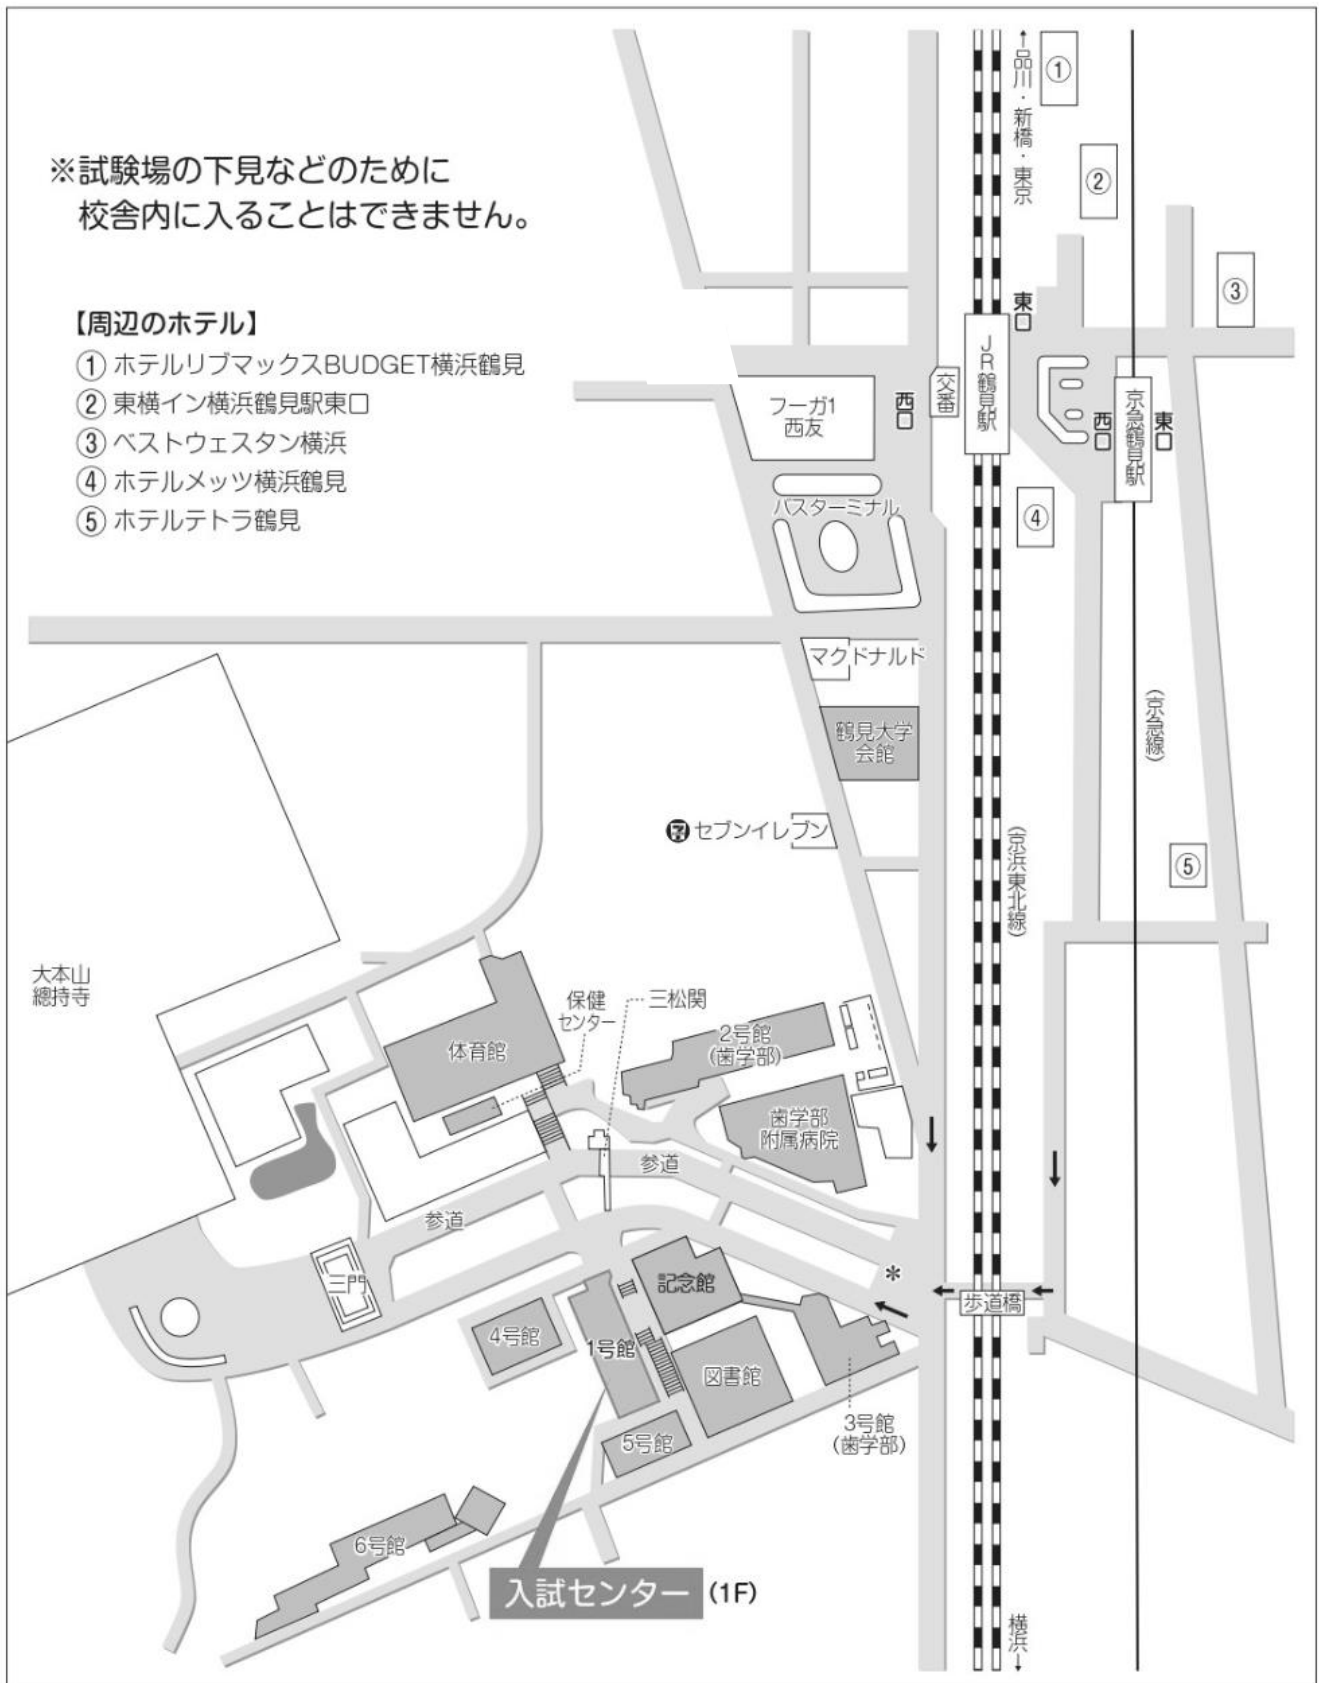 ※試験場の下見などのために
校舎内に入ることはできません。
【周辺のホテル】
① ホテルリブマックスBUDGET横浜鶴見
② 東横イン横浜鶴見駅東口
③ ベストウェスタン横浜
④ ホテルメッツ横浜鶴見
⑤ ホテルテトラ鶴見
←品川・新橋・東京
①
②
③
東口
JR鶴見駅
交番
西口
フーガ1
西友
西口
京急鶴見駅
東口
バスターミナル
④
マクドナルド
鶴見大学
会館
(京急線)
セブンイレブン
(京浜東北線)
⑤
大本山
總持寺
保健
センター
三松関
体育館
2号館
(歯学部)
歯学部
附属病院
参道
参道
三門
記念館
*
歩道橋
4号館
1号館
図書館
3号館
(歯学部)
5号館
6号館
入試センター (1F)
横浜→